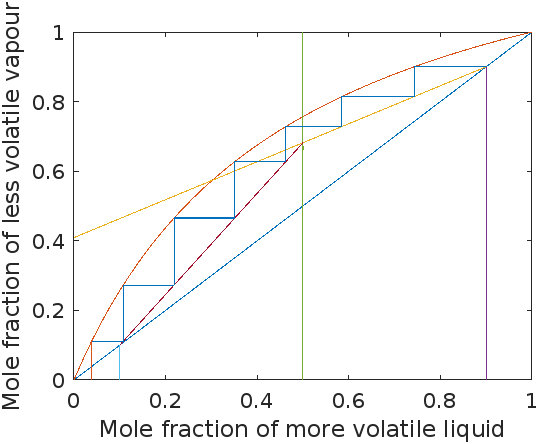 Mole fraction of less volatile vapour
1
0.8
0.6
0.4
0.2
0
0 0.2 0.4 0.6 0.8 1
Mole fraction of more volatile liquid